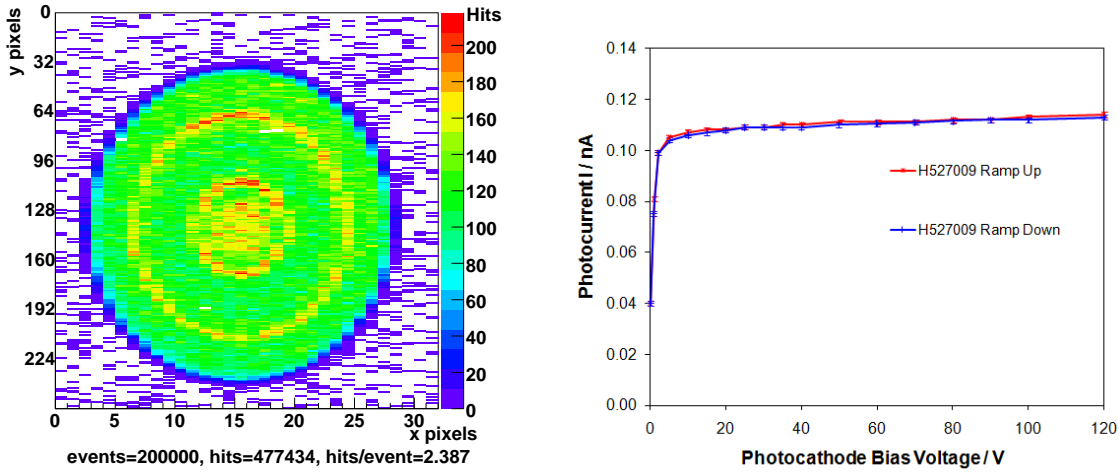 y pixels
0
32
64
96
128
160
192
224
0 5 10 15 20 25 30
x pixels
Hits
200
180
160
140
120
100
80
60
40
20
0
events=200000, hits=477434, hits/event=2.387
Photocurrent I / nA
0.14
0.12
0.10
0.08
0.06
0.04
0.02
0.00
0 20 40 60 80 100 120
Photocathode Bias Voltage / V
H527009 Ramp Up
H527009 Ramp Down